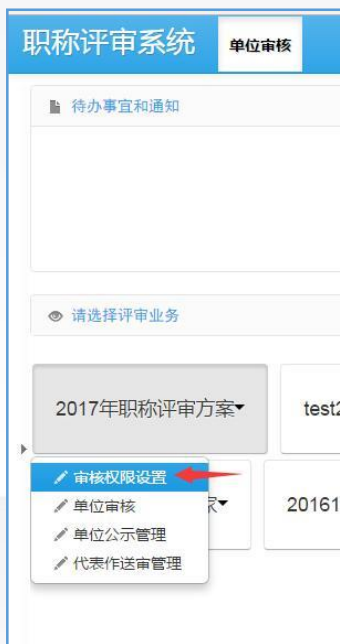 职称评审系统 单位审核
待办事宜和通知
请选择评审业务
2017年职称评审方案 test2
审核权限设置
单位审核 家 20161
单位公示管理
代表作送审管理